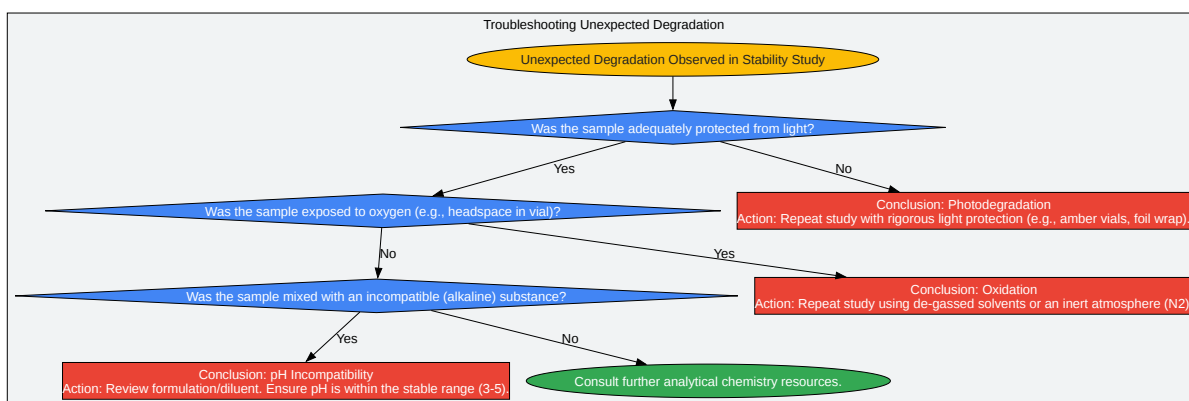 Troubleshooting Unexpected Degradation
Unexpected Degradation Observed in Stability Study
Was the sample adequately protected from light?
Yes
No
Was the sample exposed to oxygen (e.g., headspace in vial)?
Conclusion: Photodegradation
Action: Repeat study with rigorous light protection (e.g., amber vials, foil wrap).
No
Yes
Was the sample mixed with an incompatible (alkaline) substance?
Conclusion: Oxidation
Action: Repeat study using de-gassed solvents or an inert atmosphere (N2).
Yes
No
Conclusion: pH Incompatibility
Action: Review formulation/diluent. Ensure pH is within the stable range (3-5).
Consult further analytical chemistry resources.